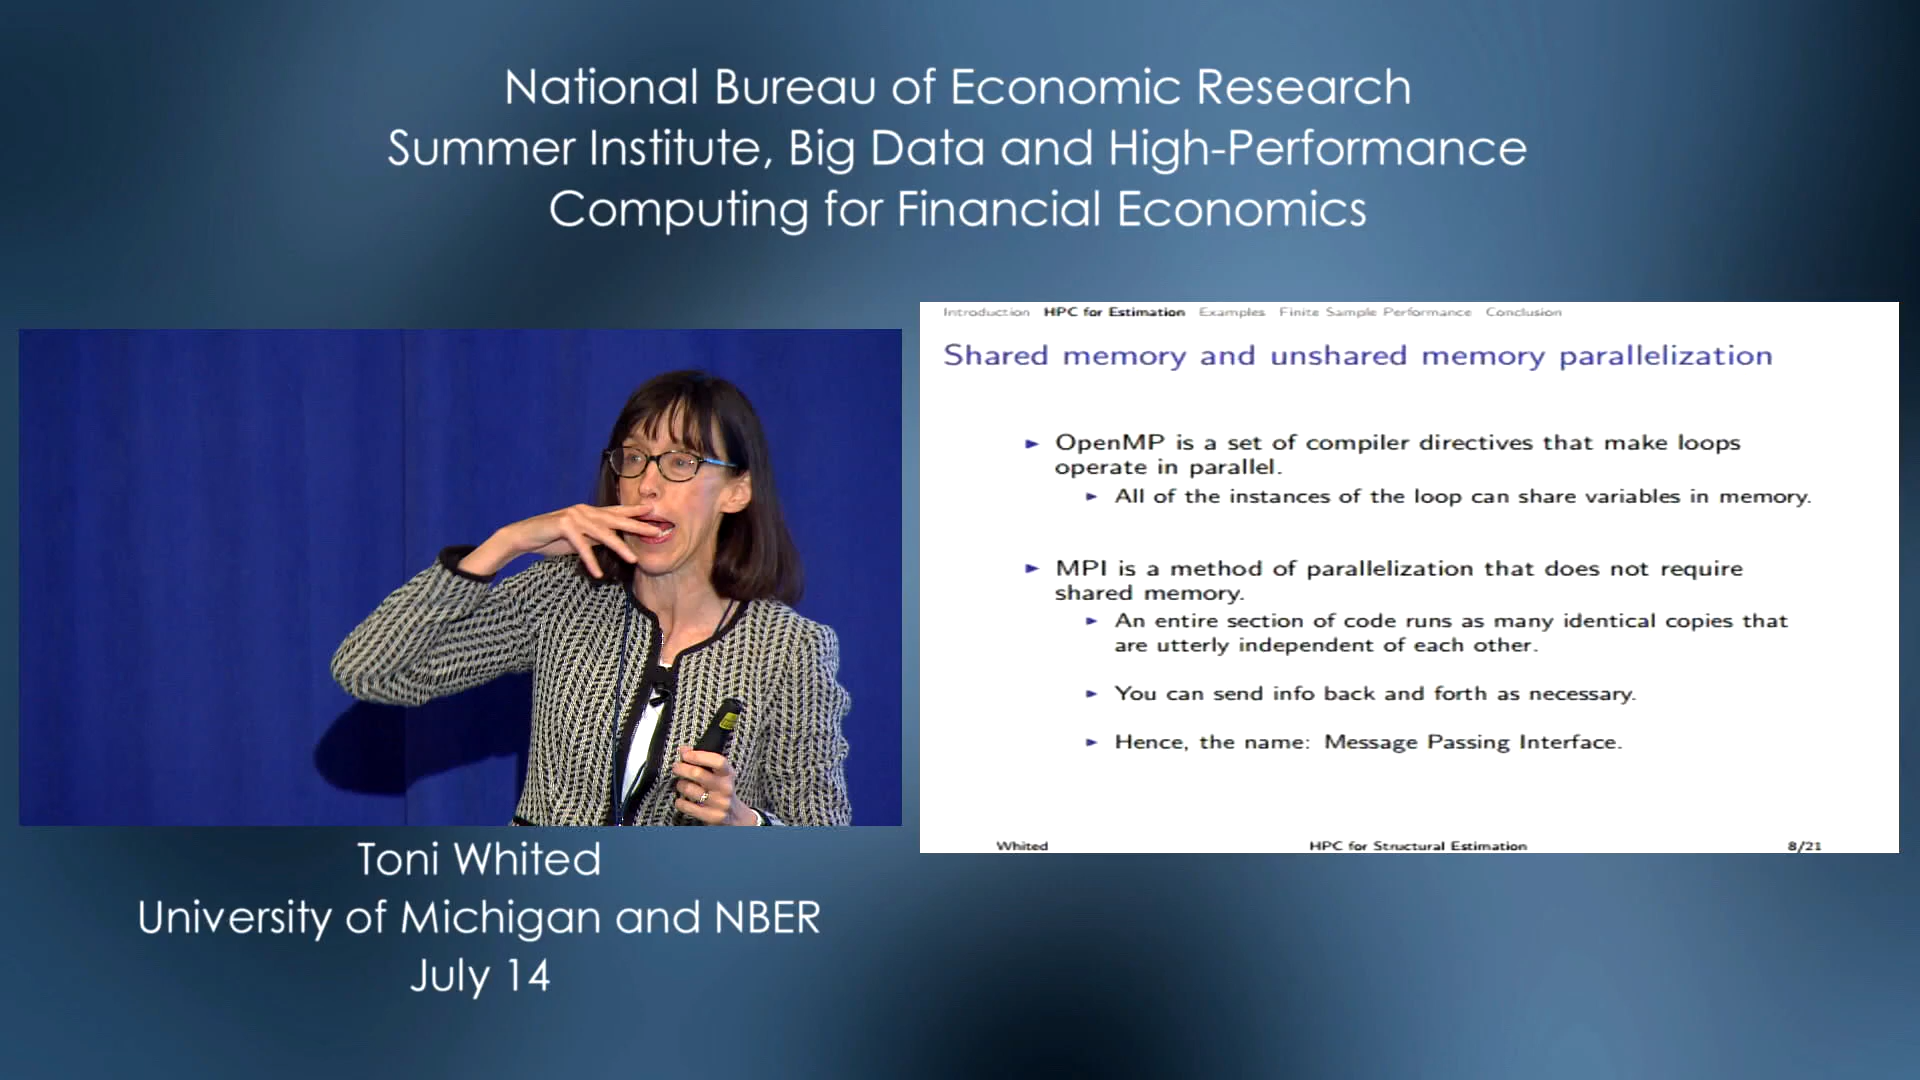 National Bureau of Economic Research
Summer Institute, Big Data and High-Performance
Computing for Financial Economics
Introduction HPC for Estimation Examples Finite Sample Performance Conclusion
Shared memory and unshared memory parallelization
► OpenMP is a set of compiler directives that make loops
operate in parallel.
► All of the instances of the loop can share variables in memory.
► MPI is a method of parallelization that does not require
shared memory.
► An entire section of code runs as many identical copies that
are utterly independent of each other.
► You can send info back and forth as necessary.
► Hence, the name: Message Passing Interface.
Whited HPC for Structural Estimation 8/21
Toni Whited
University of Michigan and NBER
July 14